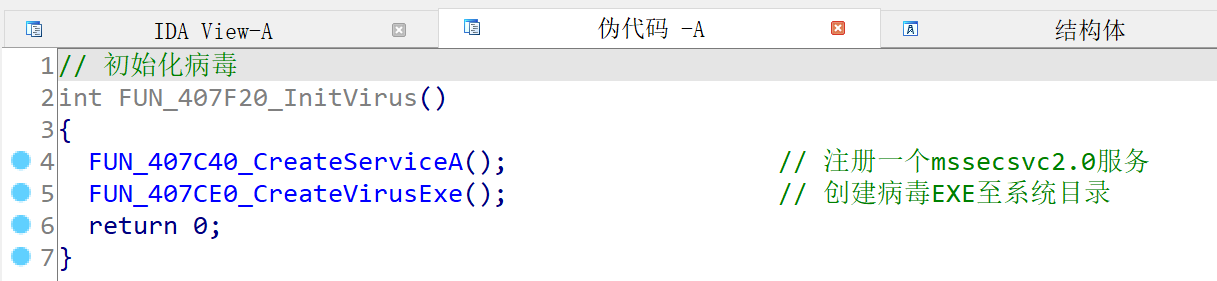 IDA View-A 伪代码 -A 结构体
1 // 初始化病毒
2 int FUN_407F20_InitVirus()
3 {
4 FUN_407C40_CreateServiceA(); // 注册一个mssecsvc2.0服务
5 FUN_407CE0_CreateVirusExe(); // 创建病毒EXE至系统目录
6 return 0;
7 }